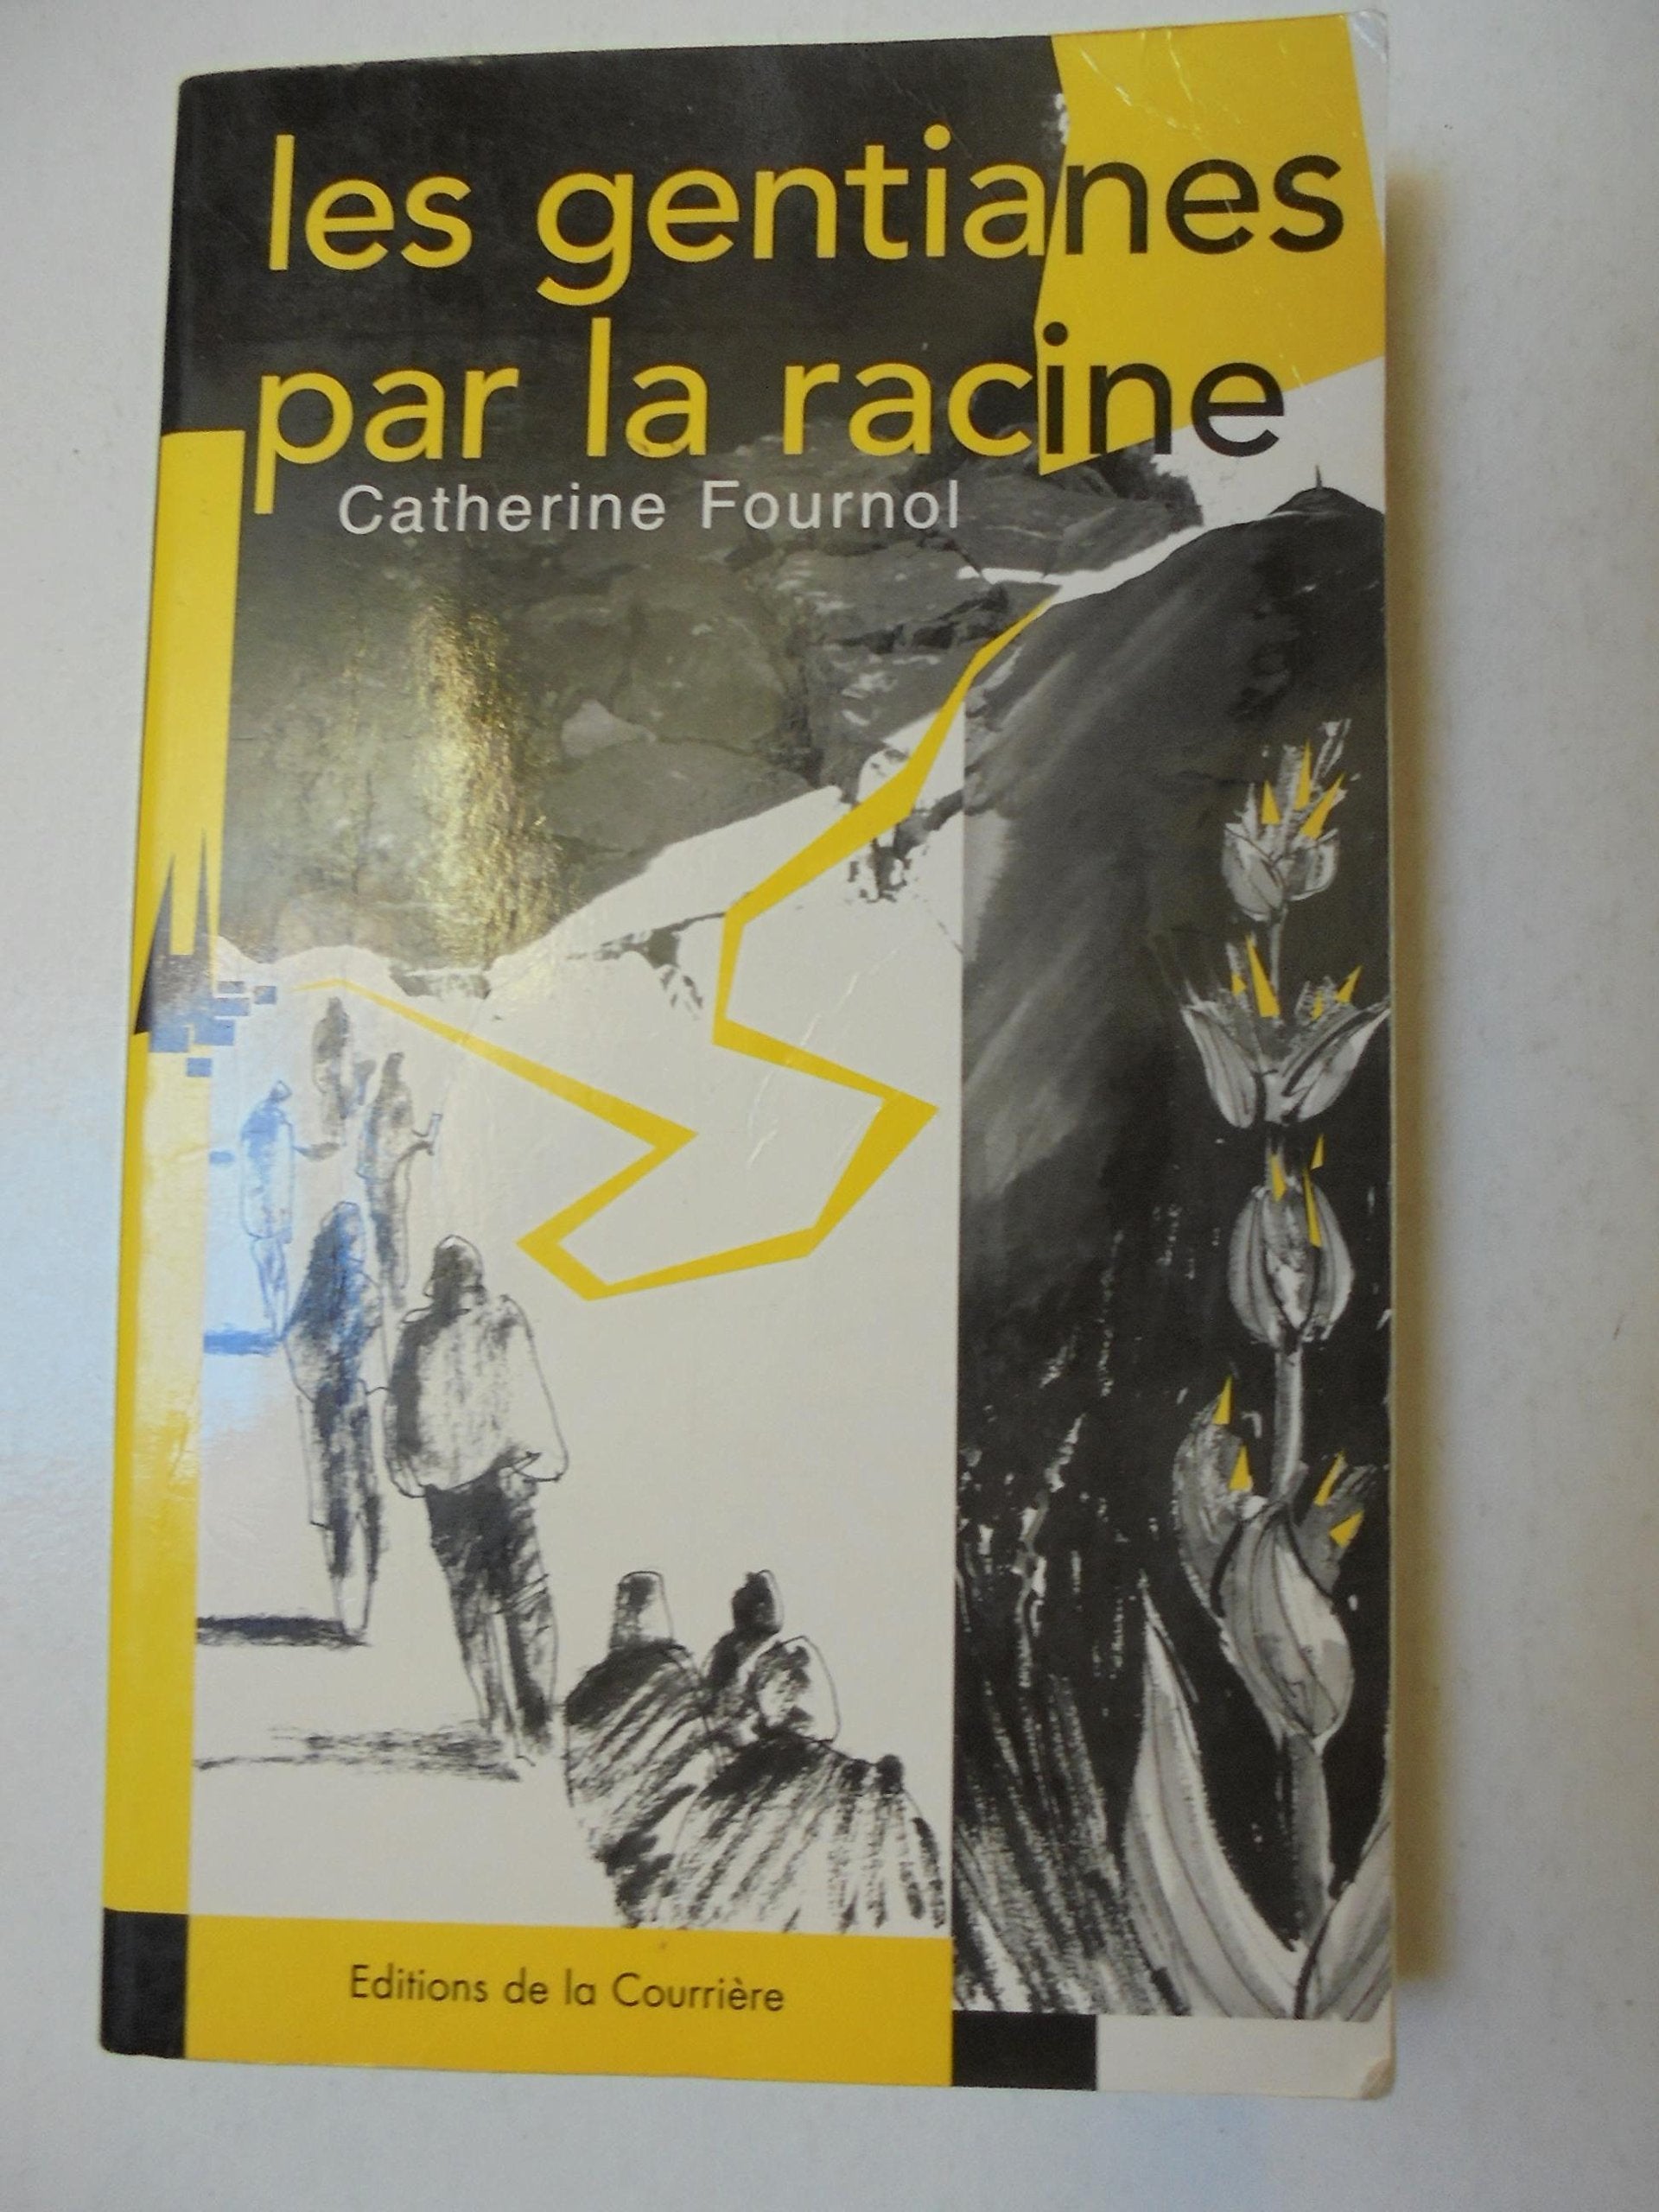 les gentianes
par la racine
Catherine Fournol
Editions de la Courrière